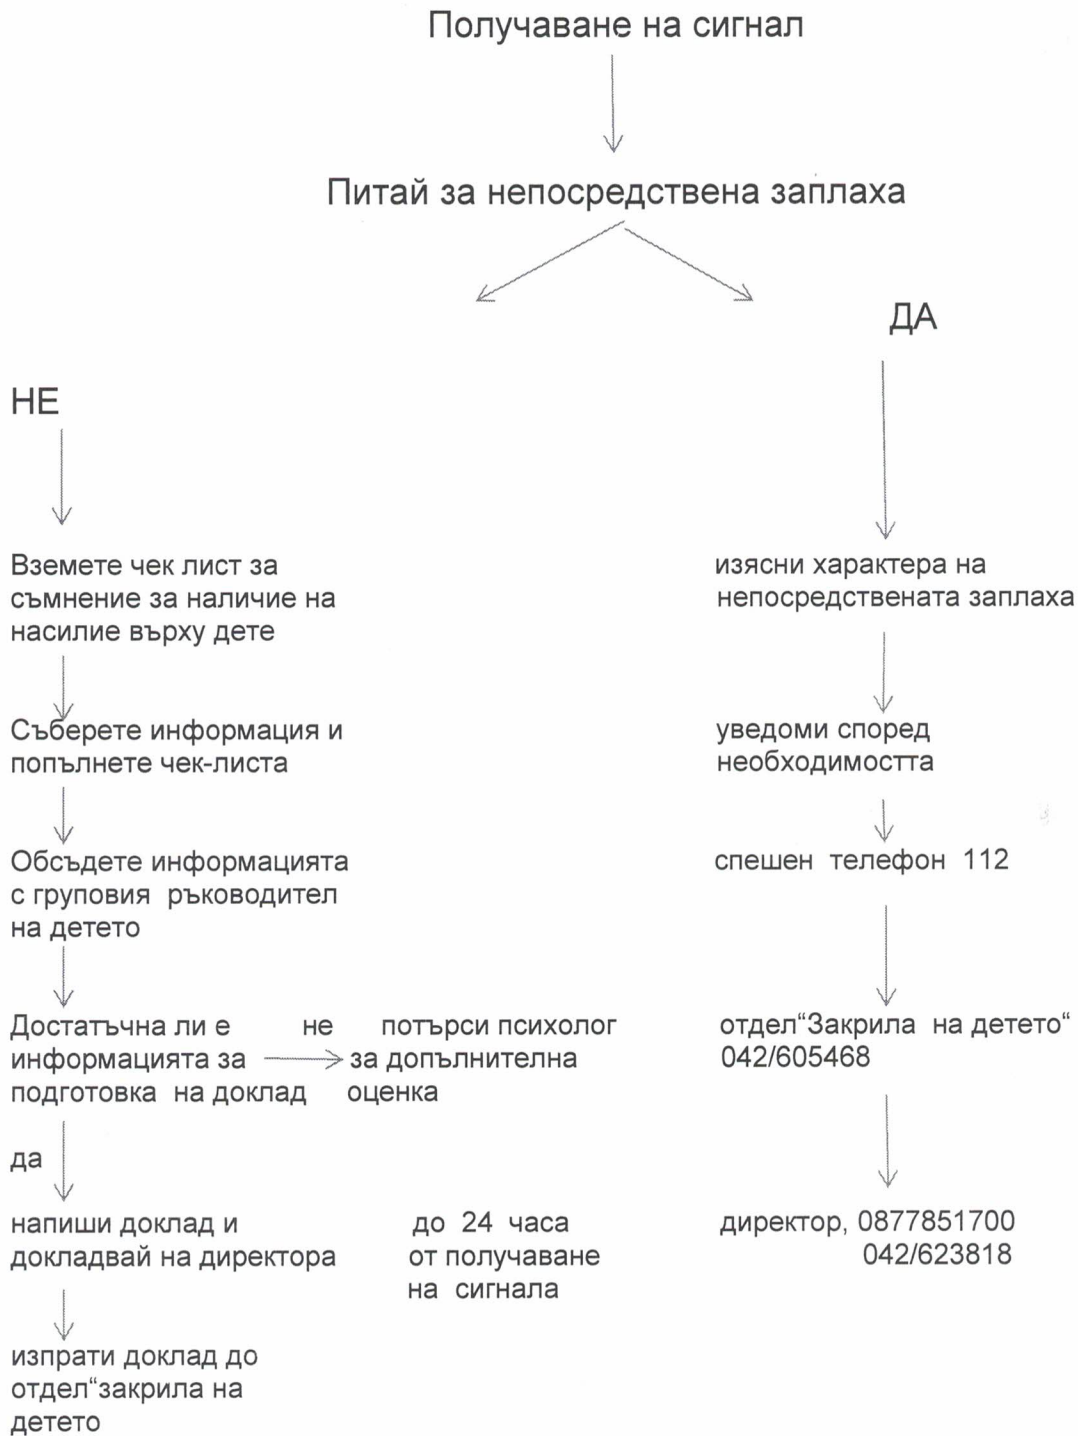 Получаване на сигнал
Питай за непосредствена заплаха
ДА
НЕ
Вземете чек лист за
съмнение за наличие на
насилие върху дете
изясни характера на
непосредствената заплаха
Съберете информация и
попълнете чек-листа
уведоми според
необходимостта
Обсъдете информацията
с груповия ръководител
на детето
спешен телефон 112
Достатъчна ли е
информацията за
подготовка на доклад
не
потърси психолог
за допълнителна
оценка
отдел“Закрила на детето“
042/605468
да
напиши доклад и
докладвай на директора
до 24 часа
от получаване
на сигнала
директор, 0877851700
042/623818
изпрати доклад до
отдел“закрила на
детето